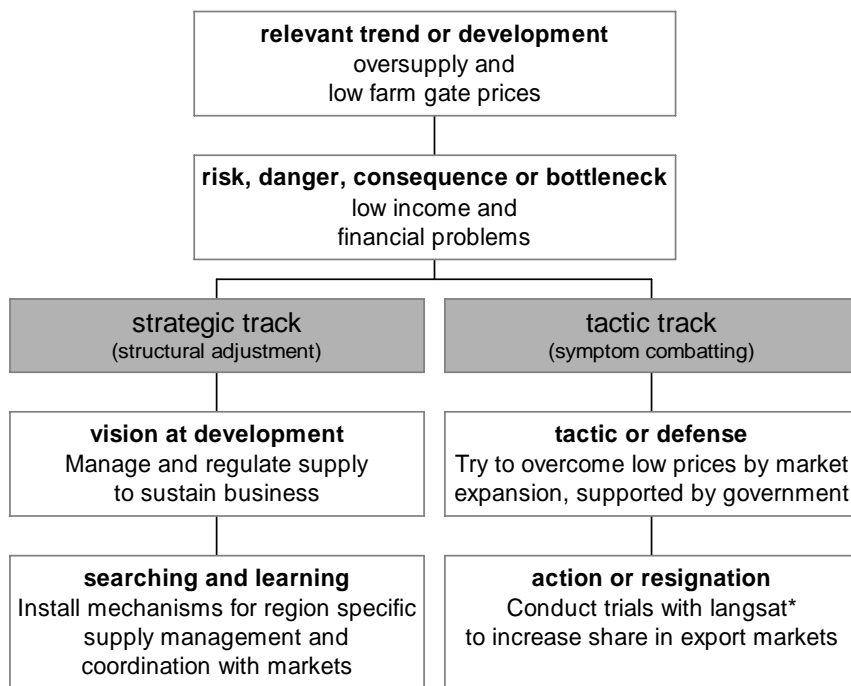 relevant trend or development
oversupply and
low farm gate prices
risk, danger, consequence or bottleneck
low income and
financial problems
strategic track
(structural adjustment)
tactic track
(symptom combatting)
vision at development
Manage and regulate supply
to sustain business
tactic or defense
Try to overcome low prices by market
expansion, supported by government
searching and learning
Install mechanisms for region specific
supply management and
coordination with markets
action or resignation
Conduct trials with langsat*
to increase share in export markets